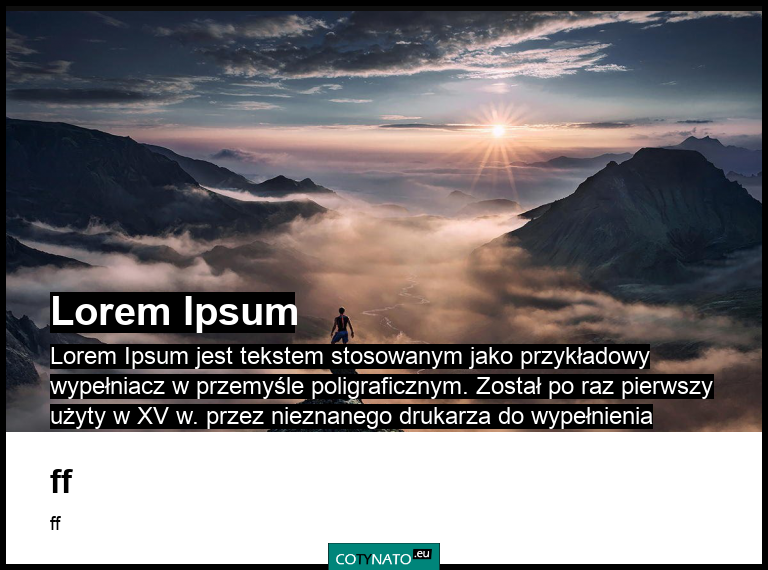 Lorem Ipsum
Lorem Ipsum jest tekstem stosowanym jako przykładowy
wypełniacz w przemyśle poligraficznym. Został po raz pierwszy
użyty w XV w. przez nieznanego drukarza do wypełnienia
ff
ff
COTYNATO.eu